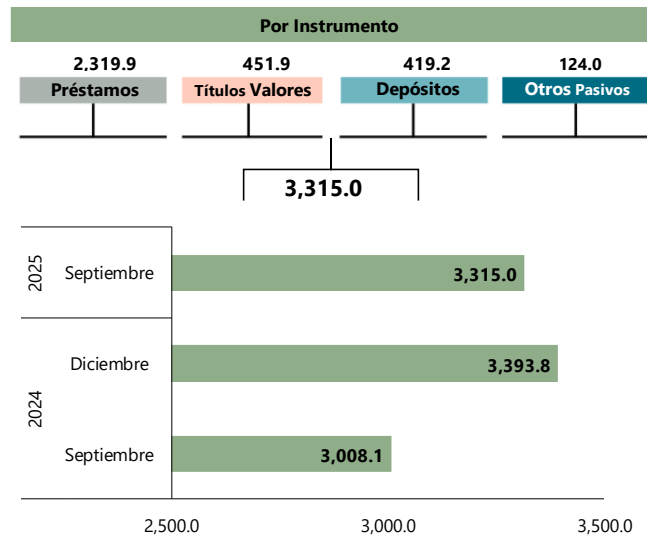 Por Instrumento
2,319.9 451.9 419.2 124.0
Préstamos Títulos Valores Depósitos Otros Pasivos
3,315.0
2025 Septiembre 3,315.0
Diciembre 3,393.8
2024
Septiembre 3,008.1
2,500.0 3,000.0 3,500.0